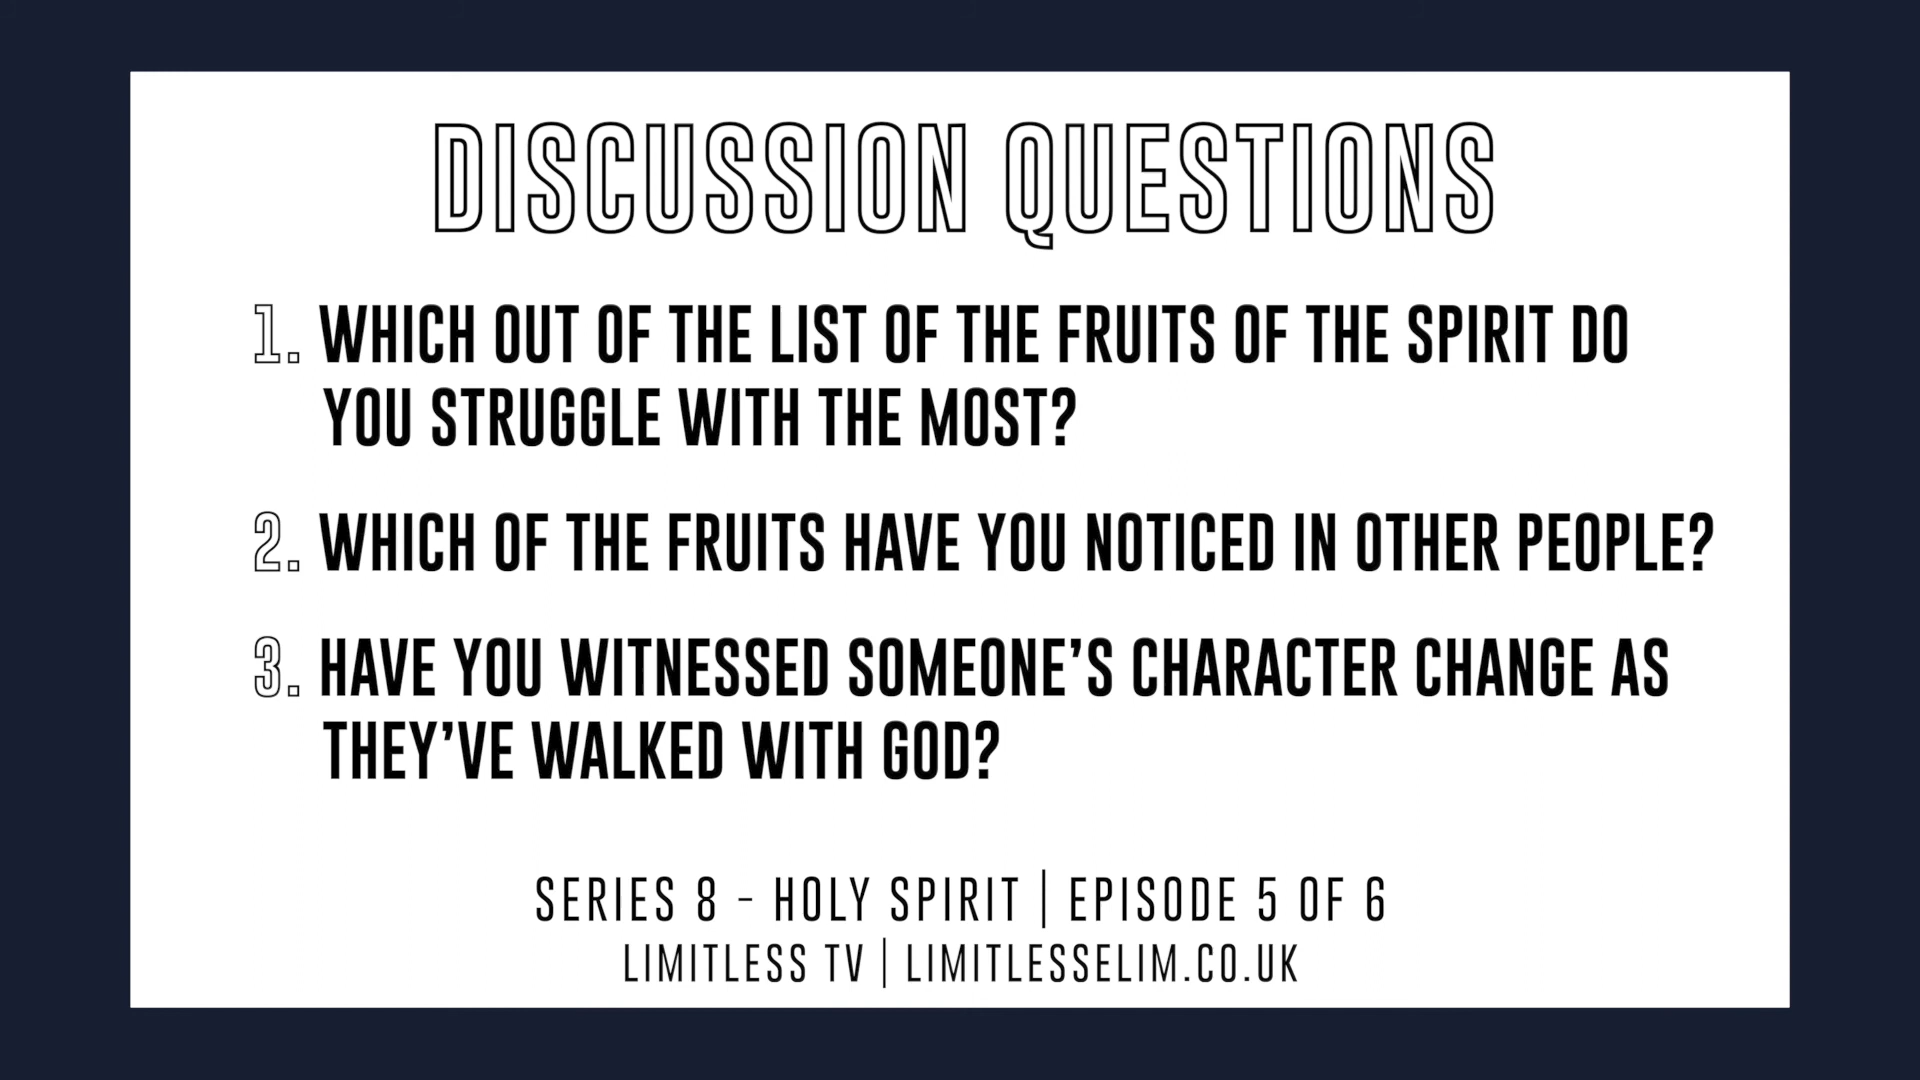 DISCUSSION QUESTIONS
1. WHICH OUT OF THE LIST OF THE FRUITS OF THE SPIRIT DO
YOU STRUGGLE WITH THE MOST?
2. WHICH OF THE FRUITS HAVE YOU NOTICED IN OTHER PEOPLE?
3. HAVE YOU WITNESSED SOMEONE’S CHARACTER CHANGE AS
THEY’VE WALKED WITH GOD?
SERIES 8 - HOLY SPIRIT | EPISODE 5 OF 6
LIMITLESS TV | LIMITLESSELIM.CO.UK